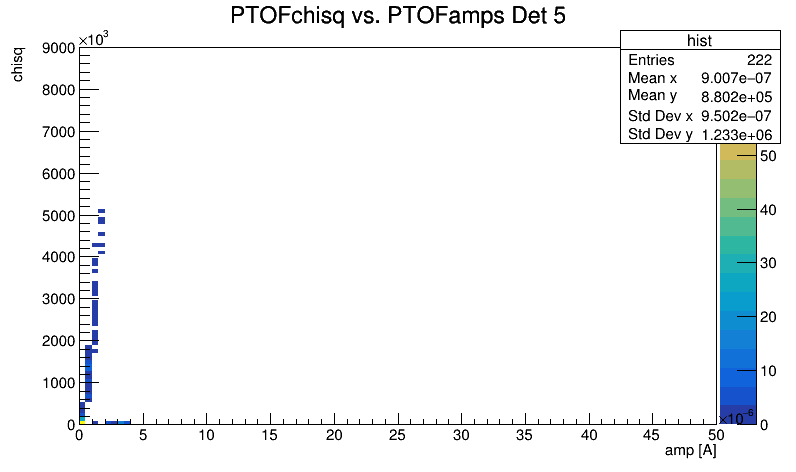 PTOFchisq vs. PTOFamps Det 5
hist
Entries 222
Mean x 9.007e−07
Mean y 8.802e+05
Std Dev x 9.502e−07
Std Dev y 1.233e+06
×10³
chisq
9000
8000
7000
6000
5000
4000
3000
2000
1000
0
50
40
30
20
10
0
×10⁻⁶
0 5 10 15 20 25 30 35 40 45 50
amp [A]